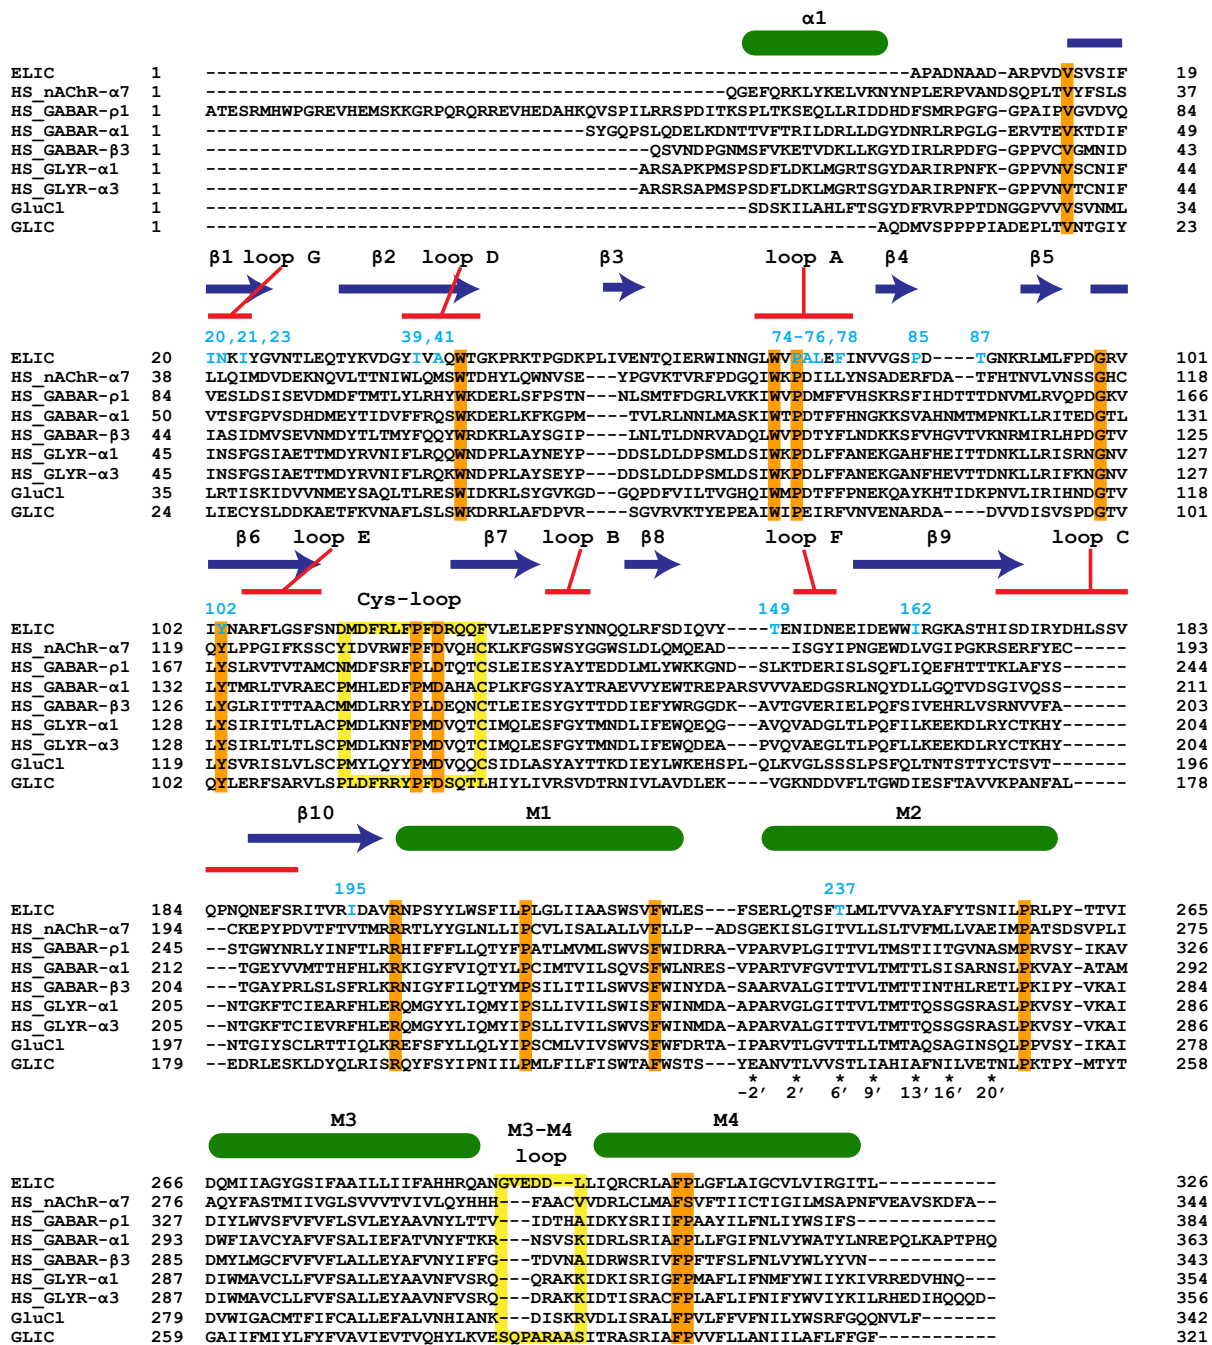 α1
ELIC 1 -----------------------------------------------------------------APADNAAD-ARPVDVSVSIF 19
HS_nAChR-α7 1 ------------------------------------------------QGEFQRKLYKELVKNYNPLERPVANDSQPLTVYFSLS 37
HS_GABAR-ρ1 1 ATESRMHWPGREVHEMSKKGRPQRQRREVHEDAHKQVSPILRRSPDITKSPLTKSEQLLRIDDHDFSMRPGFG-GPAIPVGVDVQ 84
HS_GABAR-α1 1 -----------------------------------SYGQPSLQDELKDNTTVFTRILDRLLDGYDNRLRPGLG-ERVTEVKTDIF 49
HS_GABAR-β3 1 -----------------------------------------QSVNDPGNMSFVKETVDKLLKGYDIRLRPDFG-GPPVCVGMNID 43
HS_GLYR-α1 1 ----------------------------------------ARSAPKPMSPSDFLDKLMGRTSGYDARIRPNFK-GPPVNVSCNIF 44
HS_GLYR-α3 1 ----------------------------------------ARSRSAPMSPSDFLDKLMGRTSGYDARIRPNFK-GPPVNVTCNIF 44
GluCl 1 --------------------------------------------------SDSKILAHLFTSGYDFRVRPPTDNGGPVVVSVNML 34
GLIC 1 --------------------------------------------------------------AQDMVSPPPPIADEPLTVNTGIY 23
β1 loop G β2 loop D β3 loop A β4 β5
20,21,23 39,41 74-76,78 85 87
ELIC 20 INKIYGVNTLEQTYKVDGYIVAQWTGKPRKTPGDKPLIVENTQIERWINNGLWVPALEFINVVGSPD----TGNKRLMLFPDGRV 101
HS_nAChR-α7 38 LLQIMDVDEKNQVLTTNIWLQMSWTDHYLQWNVSE---YPGVKTVRFPDGQIWKPDILLYNSADERFDA--TFHTNVLVNSSGHC 118
HS_GABAR-ρ1 84 VESLDSISEVDMDFTMTLYLRHYWKDERLSFPSTN---NLSMTFDGRLVKKIWVPDMFFVHSKRSFIHDTTTDNVMLRVQPDGKV 166
HS_GABAR-α1 50 VTSFGPVSDHDMEYTIDVFFRQSWKDERLKFKGPM----TVLRLNNLMASKIWTPDTFFHNGKKSVAHNMTMPNKLLRITEDGTL 131
HS_GABAR-β3 44 IASIDMVSEVNMDYTLTMYFQQYWRDKRLAYSGIP----LNLTLDNRVADQLWVPDTYFLNDKKSFVHGVTVKNRMIRLHPDGTV 125
HS_GLYR-α1 45 INSFGSIAETTMDYRVNIFLRQQWNDPRLAYNEYP---DDSLDLDPSMLDSIWKPDLFFANEKGAHFHEITTDNKLLRISRNGNV 127
HS_GLYR-α3 45 INSFGSIAETTMDYRVNIFLRQKWNDPRLAYSEYP---DDSLDLDPSMLDSIWKPDLFFANEKGANFHEVTTDNKLLRIFKNGNV 127
GluCl 35 LRTISKIDVVNMEYSAQLTLRESWIDKRLSYGVKGD--GQPDFVILTVGHQIWMPDTFFPNEKQAYKHTIDKPNVLIRIHNDGTV 118
GLIC 24 LIECYSLDDKAETFKVNAFLSLSWKDRRLAFDPVR----SGVRVKTYEPEAIWIPEIRFVNVENARDA---DVVDISVSPDGTV 101
β6 loop E β7 loop B β8 loop F β9 loop C
Cys-loop
102 149 162
ELIC 102 IYNARFLGSFSNDMDFRLFPFDRQQFVLELEPFSYNNQQLRFSDIQVY----TENIDNEEIDEWWIRGKASTHISDIRYDHLSSV 183
HS_nAChR-α7 119 QYLPPGIFKSSCYIDVRWFPFDVQHCKLKFGSWSYGGWSLDLQMQEAD------ISGYIPNGEWDLVGIPGKRSERFYEC----- 193
HS_GABAR-ρ1 167 LYSLRVTVTAMCNMDFSRFPLDTQTCSLEIESYAYTEDDLMLYWKKGND---SLKTDERISLSQFLIQEFHTTTKLAFYS----- 244
HS_GABAR-α1 132 LYTMRLTVRAECPMHLEDFPMDAHACPLKFGSYAYTRAEVVYEWTREPARSVVVAEDGSRLNQYDLLGQTVDSGIVQSS------ 211
HS_GABAR-β3 126 LYGLRITTTAACMMDLRRYPLDEQNCTLEIESYGYTTDDIEFYWRGGDK--AVTGVERIELPQFSIVEHRLVSRNVVFA------ 203
HS_GLYR-α1 128 LYSIRITLTLACPMDLKNFPMDVQTCIMQLESFGYTMNDLIFEWQEQG---AVQVADGLTLPQFILKEEKDLRYCTKHY------ 204
HS_GLYR-α3 128 LYSIRLTLTLSCPMDLKNFPMDVQTCIMQLESFGYTMNDLIFEWQDEA---PVQVAEGLTLPQFLLKEEKDLRYCTKHY------ 204
GluCl 119 LYSVRISLVLSCPMYLQYYPMDVQQCSIDLASYAYTTKDIEYLWKEHSPL-QLKVGLSSSLPSFQLTNTSTTYCTSVT------- 196
GLIC 102 QYLERFSARVLSPLDFRRYPFDSQTLHIYLIVRSVDTRNIVLAVDLEK----VGKNDDVFLTGWDIESFTAVVKPANFAL----- 178
β10 M1 M2
195 237
ELIC 184 QPNQNEFSRITVRIDAVRNPSYYLWSFILPLGLIIAASWSVFWLES---FSERLQTSFTLMLTVVAYAFYTSNILPRLPY-TTVI 265
HS_nAChR-α7 194 --CKEPYPDVTFTVTMRRRTLYYGLNLLIPCVLISALALLVFLLP--ADSGEKISLGITVLLSLTVFMLLVAEIMPATSDSVPLI 275
HS_GABAR-ρ1 245 --STGWYNRLYINFTLRRHIFFFLLQTYFPATLMVMLSWVSFWIDRRA-VPARVPLGITTVLTMSTIITGVNASMPRVSY-IKAV 326
HS_GABAR-α1 212 ---TGEYVVMTTHFHLKRKIGYFVIQTYLPCIMTVILSQVSFWLNRES-VPARTVFGVTTVLTMTTLSISARNSLPKVAY-ATAM 292
HS_GABAR-β3 204 ---TGAYPRLSLSFRLKRNIGYFILQTYMPSILITILSWVSFWINYDA-SAARVALGITTVLTMTTINTHLRETLPKIPY-VKAI 284
HS_GLYR-α1 205 --NTGKFTCIEARFHLERQMGYYLIQMYIPSLLIVILSWISFWINMDA-APARVGLGITTVLTMTTQSSGSRASLPKVSY-VKAI 286
HS_GLYR-α3 205 --NTGKFTCIEVRFHLERQMGYYLIQMYIPSLLIVILSWVSFWINMDA-APARVALGITTVLTMTTQSSGSRASLPKVSY-VKAI 286
GluCl 197 --NTGIYSCLRTTIQLKREFSFYLLQLYIPSCMLVIVSWVSFWFDRTA-IPARVTLGVTTLLTMTAQSAGINSQLPPVSY-IKAI 278
GLIC 179 --EDRLESKLDYQLRISRQYFSYIPNIILPMLFILFISWTAFWSTS---YEANVTLVVSTLIAHIAFNILVETNLPKTPY-MTYT 258
* * * * * * *
-2′ 2′ 6′ 9′ 13′ 16′ 20′
M3 M3-M4 loop M4
ELIC 266 DQMIIAGYGSIFAAILLIIFAHHRQANGVEDD--LLIQRCRLAFPLGFLAIGCVLVIRGITL----------- 326
HS_nAChR-α7 276 AQYFASTMIIVGLSVVVTVIVLQYHHH---FAACVVDRLCLMAFSVFTIICTIGILMSAPNFVEAVSKDFA-- 344
HS_GABAR-ρ1 327 DIYLWVSFVFVFLSVLEYAAVNYLTTV---IDTHAIDKYSRIIFPAAYILFNLIYWSIFS------------- 384
HS_GABAR-α1 293 DWFIAVCYAFVFSALIEFATVNYFTKR---NSVSKIDRLSRIAFPLLFGIFNLVYWATYLNREPQLKAPTPHQ 363
HS_GABAR-β3 285 DMYLMGCFVFVFLALLEYAFVNYIFFG---TDVNAIDRWSRIVFPFTFSLFNLVYWLYYVN------------ 343
HS_GLYR-α1 287 DIWMAVCLLFVFSALLEYAAVNFVSRQ---QRAKKIDKISRIGFPMAFLIFNMFYWIIYKIVRREDVHNQ--- 354
HS_GLYR-α3 287 DIWMAVCLLFVFSALLEYAAVNFVSRQ---DRAKKIDTISRACFPLAFLIFNIFYWVIYKILRHEDIHQQQD- 356
GluCl 279 DVWIGACMTFIFCALLEFALVNHIANK---DISKRVDLISRALFPVLFFVFNILYWSRFGQQNVLF------- 342
GLIC 259 GAIIFMIYLFYFVAVIEVTVQHYLKVESQPARAASITRASRIAFPVVFLLANIILAFLFFGF----------- 321